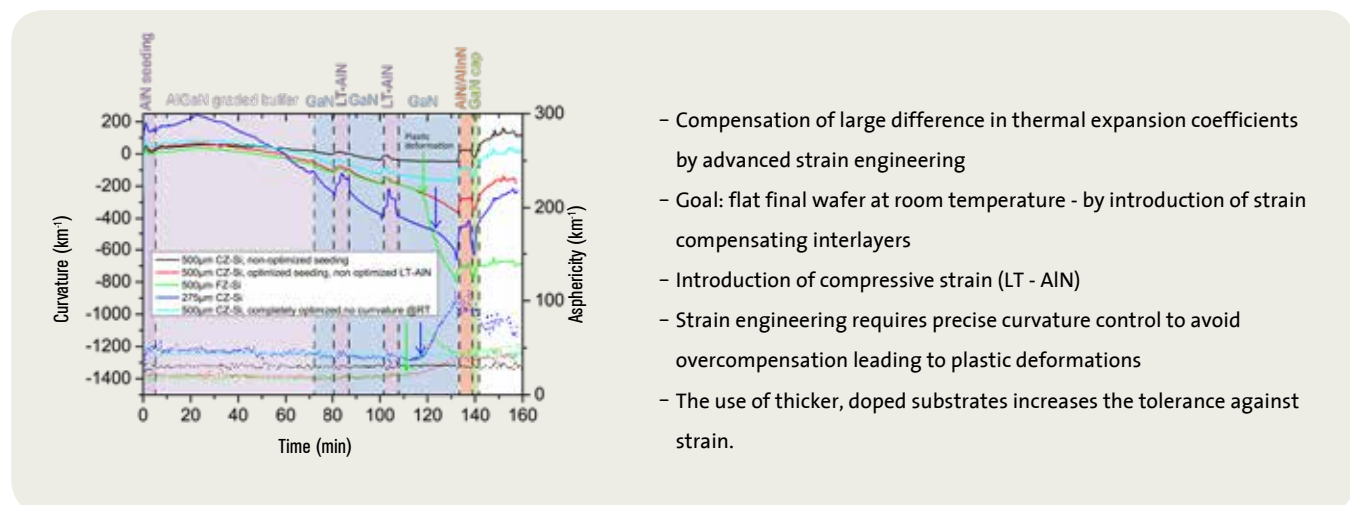 AlN seeding
AlGaN graded buffer
GaN
LT-AlN
GaN
LT-AlN
GaN
AlN/AlInN
GaN cap
Plastic
deformation
200
0
-200
-400
-600
-800
-1000
-1200
-1400
300
200
100
0
Curvature (km-1)
Asphericity (km-1)
500µm CZ-Si, non-optimized seeding
500µm CZ-Si, optimized seeding, non optimized LT-AlN
500µm FZ-Si
275µm CZ-Si
500µm CZ-Si, completely optimized,no curvature @RT
0 20 40 60 80 100 120 140 160
Time (min)
– Compensation of large difference in thermal expansion coefficients
by advanced strain engineering
– Goal: flat final wafer at room temperature - by introduction of strain
compensating interlayers
– Introduction of compressive strain (LT - AlN)
– Strain engineering requires precise curvature control to avoid
overcompensation leading to plastic deformations
– The use of thicker, doped substrates increases the tolerance against
strain.